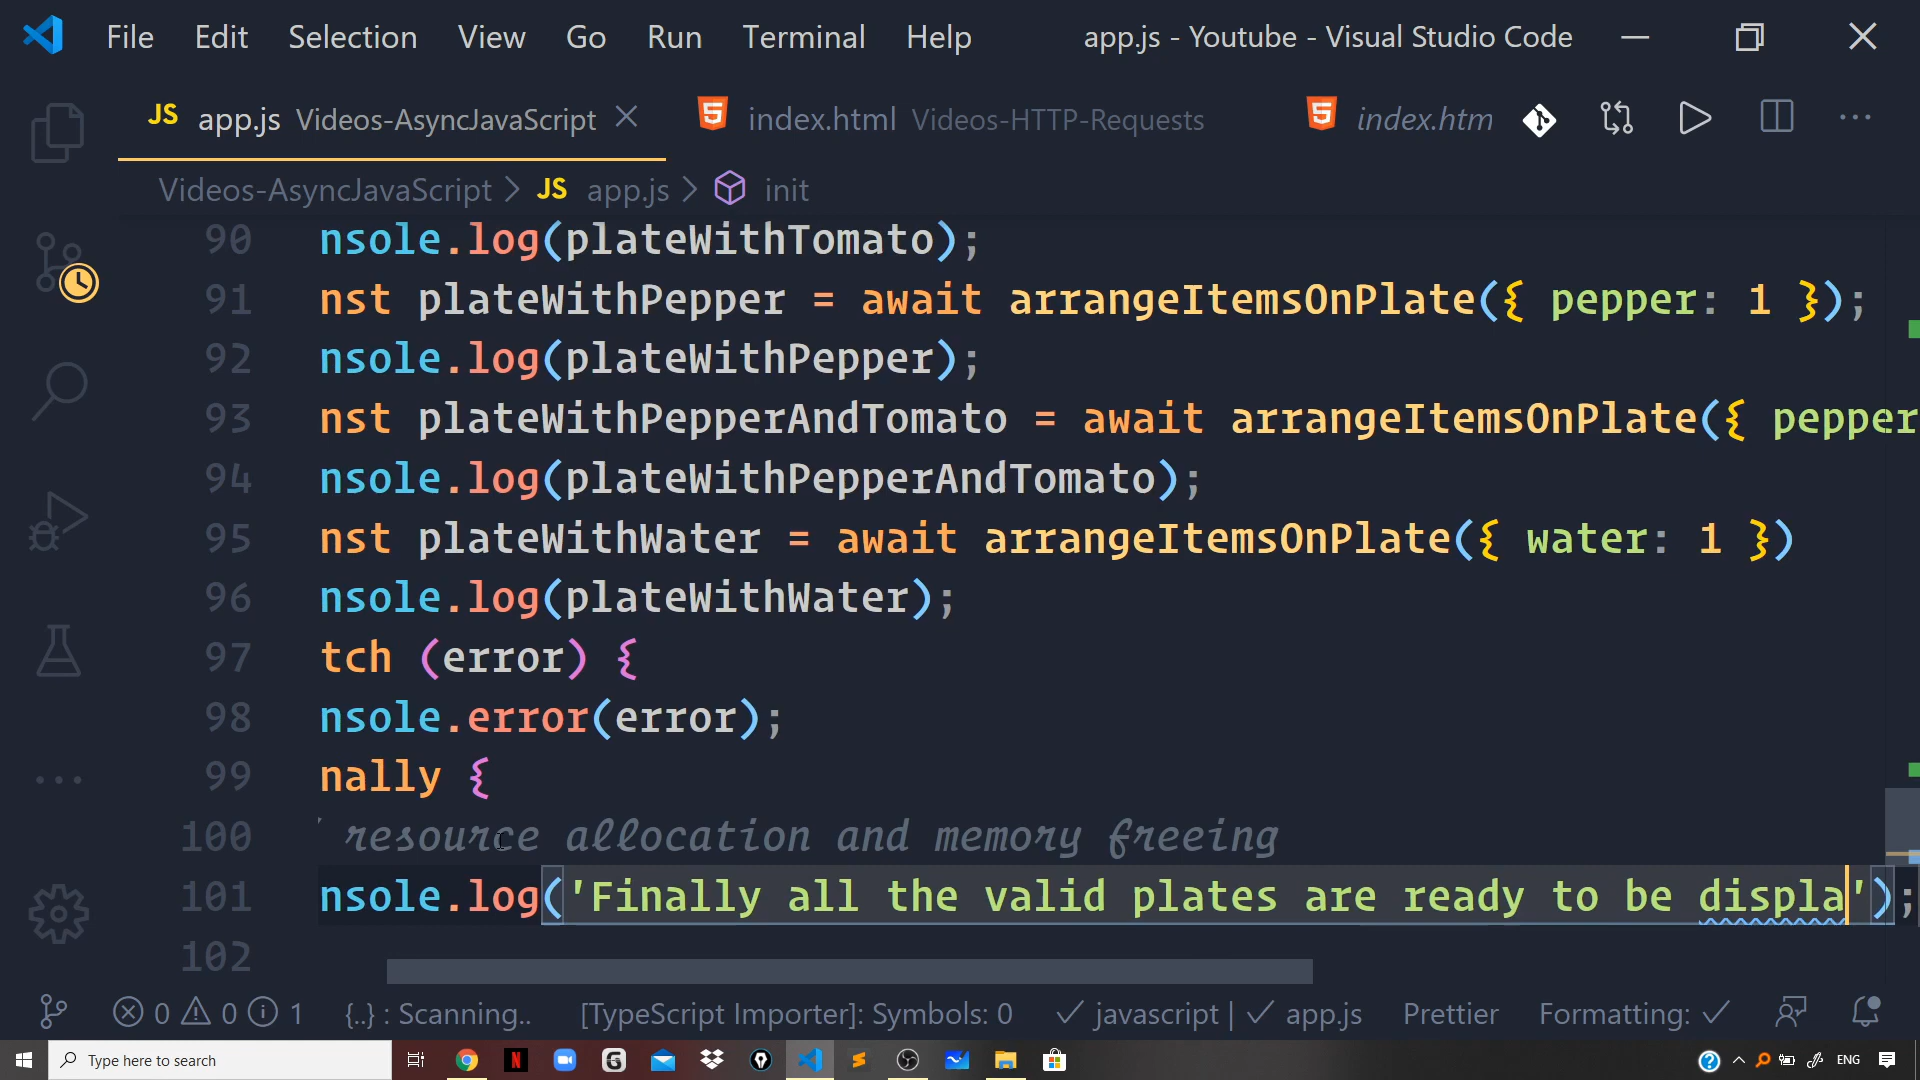 File Edit Selection View Go Run Terminal Help app.js - Youtube - Visual Studio Code
JS app.js Videos-AsyncJavaScript index.html Videos-HTTP-Requests index.htm
Videos-AsyncJavaScript > JS app.js > init
90 nsole.log(plateWithTomato);
91 nst plateWithPepper = await arrangeItemsOnPlate({ pepper: 1 });
92 nsole.log(plateWithPepper);
93 nst plateWithPepperAndTomato = await arrangeItemsOnPlate({ pepper
94 nsole.log(plateWithPepperAndTomato);
95 nst plateWithWater = await arrangeItemsOnPlate({ water: 1 })
96 nsole.log(plateWithWater);
97 tch (error) {
98 nsole.error(error);
99 nally {
100 resource allocation and memory freeing
101 nsole.log('Finally all the valid plates are ready to be displa');
102
0 0 1 {..} : Scanning.. [TypeScript Importer]: Symbols: 0 ✓ javascript | ✓ app.js Prettier Formatting: ✓
Type here to search ENG